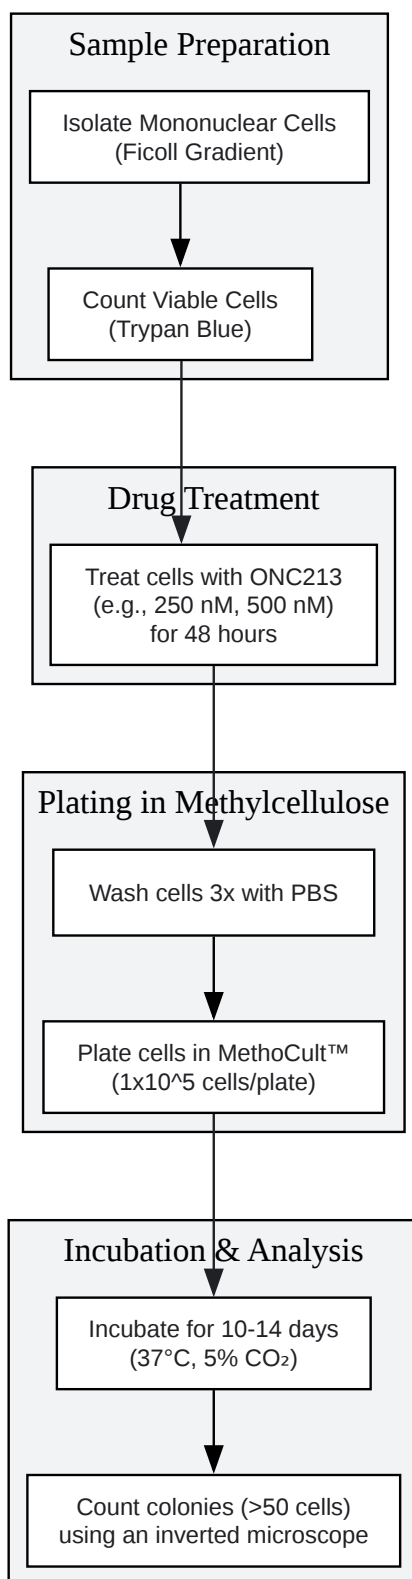 Sample Preparation
Isolate Mononuclear Cells
(Ficoll Gradient)
Count Viable Cells
(Trypan Blue)
Drug Treatment
Treat cells with ONC213
(e.g., 250 nM, 500 nM)
for 48 hours
Plating in Methylcellulose
Wash cells 3x with PBS
Plate cells in MethoCult™
(1x10^5 cells/plate)
Incubation & Analysis
Incubate for 10-14 days
(37°C, 5% CO₂)
Count colonies (>50 cells)
using an inverted microscope